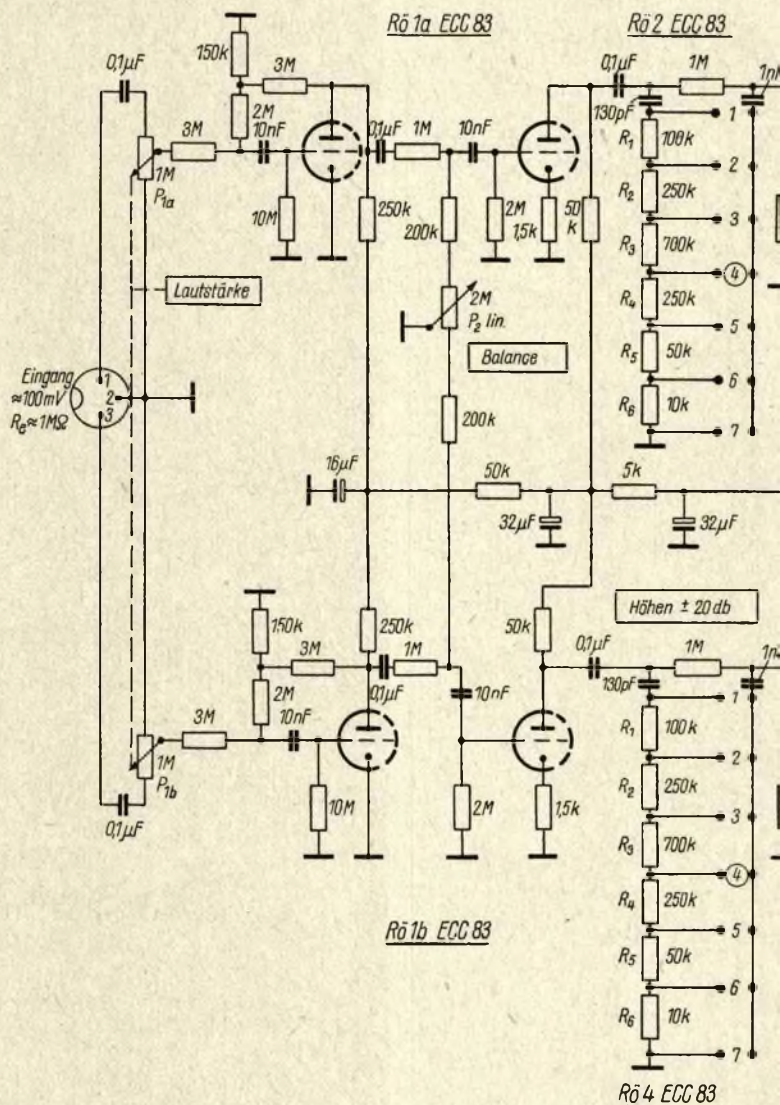 Rö 1a ECC 83
Rö 2 ECC 83
150k
3M
0,1µF
2M
10nF
3M
1M
P1a
10M
0,1µF
1M
10nF
250k
200k
2M
1,5k
50
k
0,1µF
1M
1n
130pF
1
R1
100k
2
R2
250k
3
R3
700k
4
R4
250k
5
R5
50k
6
R6
10k
7
Lautstärke
2M
P2 lin.
Balance
Eingang
≈100mV
Re≈1MΩ
1
2
3
200k
16µF
50k
5k
32µF
32µF
Höhen ± 20db
150k
3M
250k
1M
50k
0,1µF
1M
1n
2M
0,1µF
10nF
130pF
3M
10nF
1M
P1b
0,1µF
10M
2M
1,5k
1
R1
100k
2
R2
250k
3
R3
700k
4
R4
250k
5
R5
50k
6
R6
10k
7
Rö 1b ECC 83
Rö 4 ECC 83